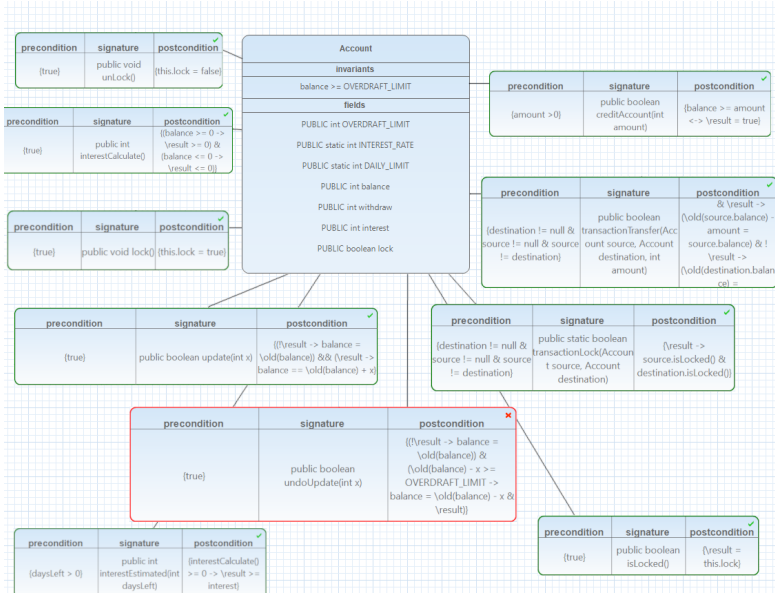 precondition signature postcondition
{true} public void unLock() {this.lock = false}
Account
invariants
balance >= OVERDRAFT_LIMIT
fields
PUBLIC int OVERDRAFT_LIMIT
PUBLIC static int INTEREST_RATE
PUBLIC static int DAILY_LIMIT
PUBLIC int balance
PUBLIC int withdraw
PUBLIC int interest
PUBLIC boolean lock
precondition signature postcondition
{amount >0}
public boolean
creditAccount(int
amount)
{balance >= amount
<-> \result = true}
precondition signature postcondition
{true}
public int
interestCalculate()
{(balance >= 0 ->
\result >= 0) &
(balance <= 0 ->
\result <= 0)}
precondition signature postcondition
{destination != null &
source != null & source
!= destination}
public boolean
transactionTransfer(Acc
ount source, Account
destination, int
amount)
& \result ->
(\old(source.balance) -
amount =
source.balance) & !
\result ->
(\old(destination.balan
ce) =
precondition signature postcondition
{true} public void lock() {this.lock = true}
precondition signature postcondition
{true} public boolean update(int x)
{(!\result -> balance =
\old(balance)) && (\result ->
balance == \old(balance) + x}
precondition signature postcondition
{destination != null &
source != null & source
!= destination}
public static boolean
transactionLock(Accoun
t source, Account
destination)
{\result ->
source.isLocked() &
destination.isLocked()}
precondition signature postcondition
{true}
public boolean
undoUpdate(int x)
{(!\result -> balance =
\old(balance)) &
(\old(balance) - x >=
OVERDRAFT_LIMIT ->
balance = \old(balance) - x &
\result)}
precondition signature postcondition
{daysLeft > 0}
public int
interestEstimated(int
daysLeft)
{interestCalculate()
>= 0 -> \result >=
interest}
precondition signature postcondition
{true}
public boolean
isLocked()
{\result =
this.lock}